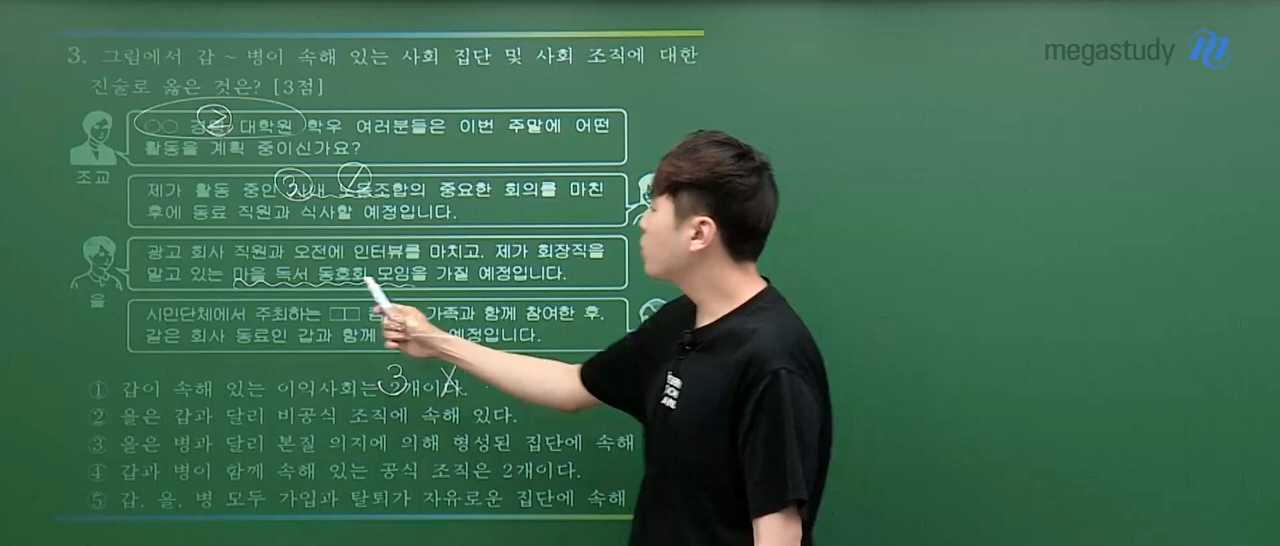 megastudy
3. 그림에서 갑 ~ 병이 속해 있는 사회 집단 및 사회 조직에 대한
진술로 옳은 것은? [3점]
○○ 대학원 학우 여러분들은 이번 주말에 어떤
활동을 계획 중이신가요?
조교
2
제가 활동 중인 사내 노동조합의 중요한 회의를 마친
후에 동료 직원과 식사할 예정입니다.
3 1
광고 회사 직원과 오전에 인터뷰를 마치고, 제가 회장직을
맡고 있는 마을 독서 동호회 모임을 가질 예정입니다.
을
시민단체에서 주최하는 □□ 가족과 함께 참여한 후,
같은 회사 동료인 갑과 함께 예정입니다.
① 갑이 속해 있는 이익사회는 개이다.
3 X
② 을은 갑과 달리 비공식 조직에 속해 있다.
③ 을은 병과 달리 본질 의지에 의해 형성된 집단에 속해
④ 갑과 병이 함께 속해 있는 공식 조직은 2개이다.
⑤ 갑, 을, 병 모두 가입과 탈퇴가 자유로운 집단에 속해